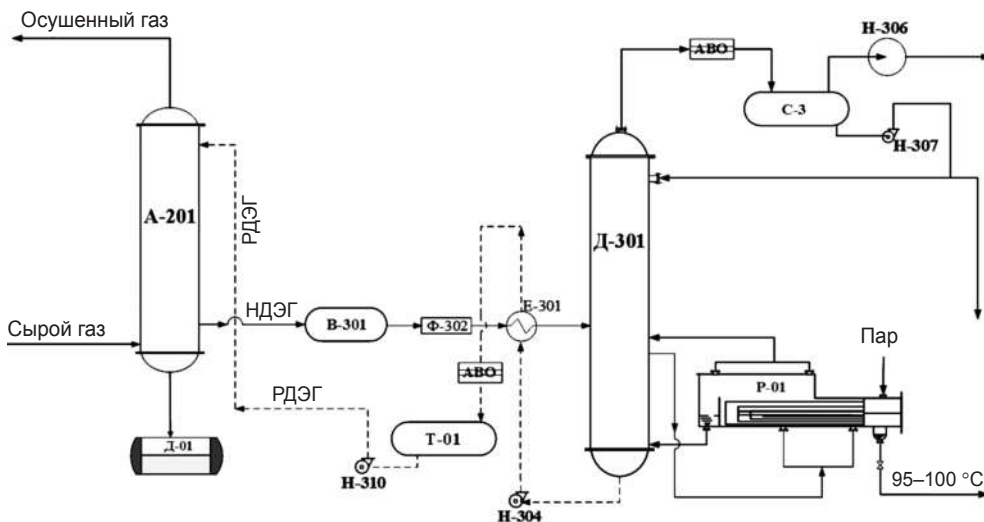 Осушенный газ
АВО
Н-306
С-3
Н-307
А-201
РДЭГ
Д-301
НДЭГ
Е-301
В-301
Ф-302
Сырой газ
Пар
АВО
Р-01
РДЭГ
Т-01
Д-01
Н-310
Н-304
95–100 °С